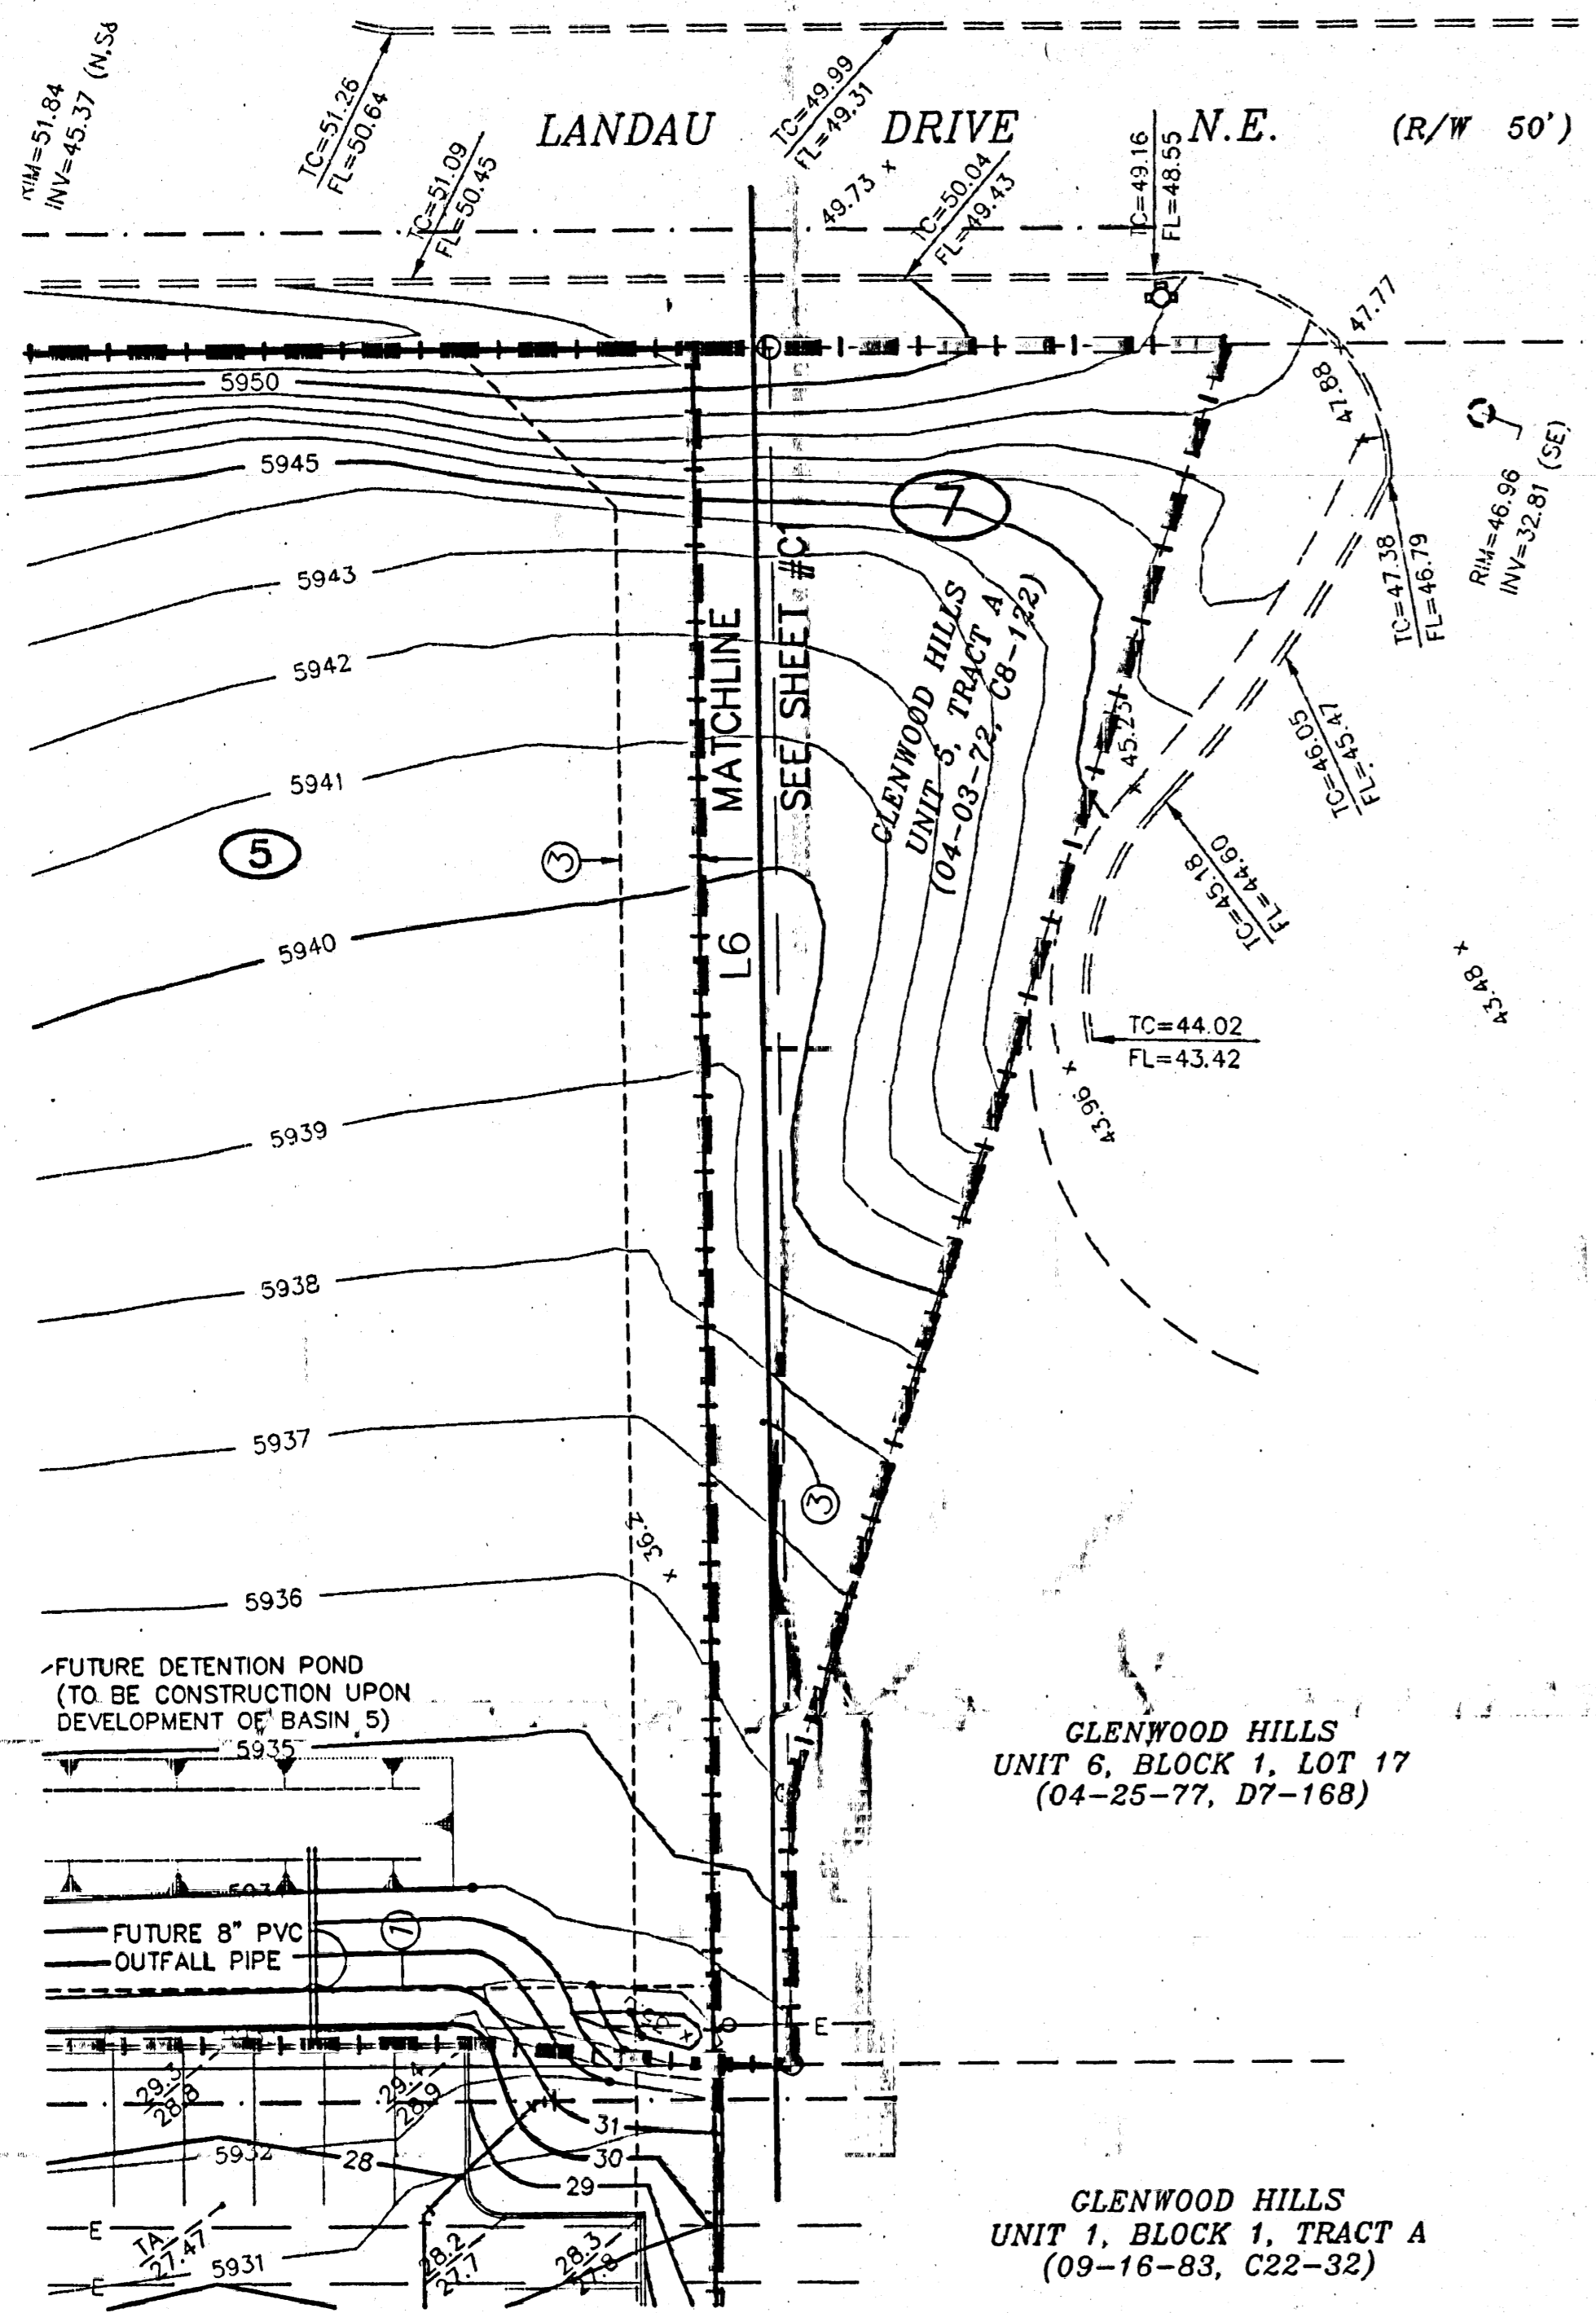 RIM=51.84
INV=45.37 (N,S)
TC=51.26
FL=50.64
TC=51.09
FL=50.45
LANDAU DRIVE N.E. (R/W 50')
TC=49.99
FL=49.31
49.73 x
TC=50.04
FL=49.43
TC=49.16
FL=48.55
47.77
47.88
5950
5945
7
RIM=46.96
INV=32.81 (SE)
TC=47.38
FL=46.79
5943
MATCHLINE
SEE SHEET #C1
GLENWOOD HILLS
UNIT 5, TRACT A
(04-03-72, C8-122)
5942
45.25
x
TC=46.05
FL=45.47
5941
5
3
TC=45.18
FL=44.60
5940
L6
43.48 x
TC=44.02
FL=43.42
43.96 x
5939
5938
5937
3
36.2 x
5936
FUTURE DETENTION POND
(TO BE CONSTRUCTION UPON
DEVELOPMENT OF BASIN 5)
5935
GLENWOOD HILLS
UNIT 6, BLOCK 1, LOT 17
(04-25-77, D7-168)
FUTURE 8" PVC
OUTFALL PIPE
1
E
29.3
28.8
29.4
28.9
31
5932
28
30
29
E
TA
27.47
5931
E
28.2
27.7
28.3
27.8
GLENWOOD HILLS
UNIT 1, BLOCK 1, TRACT A
(09-16-83, C22-32)